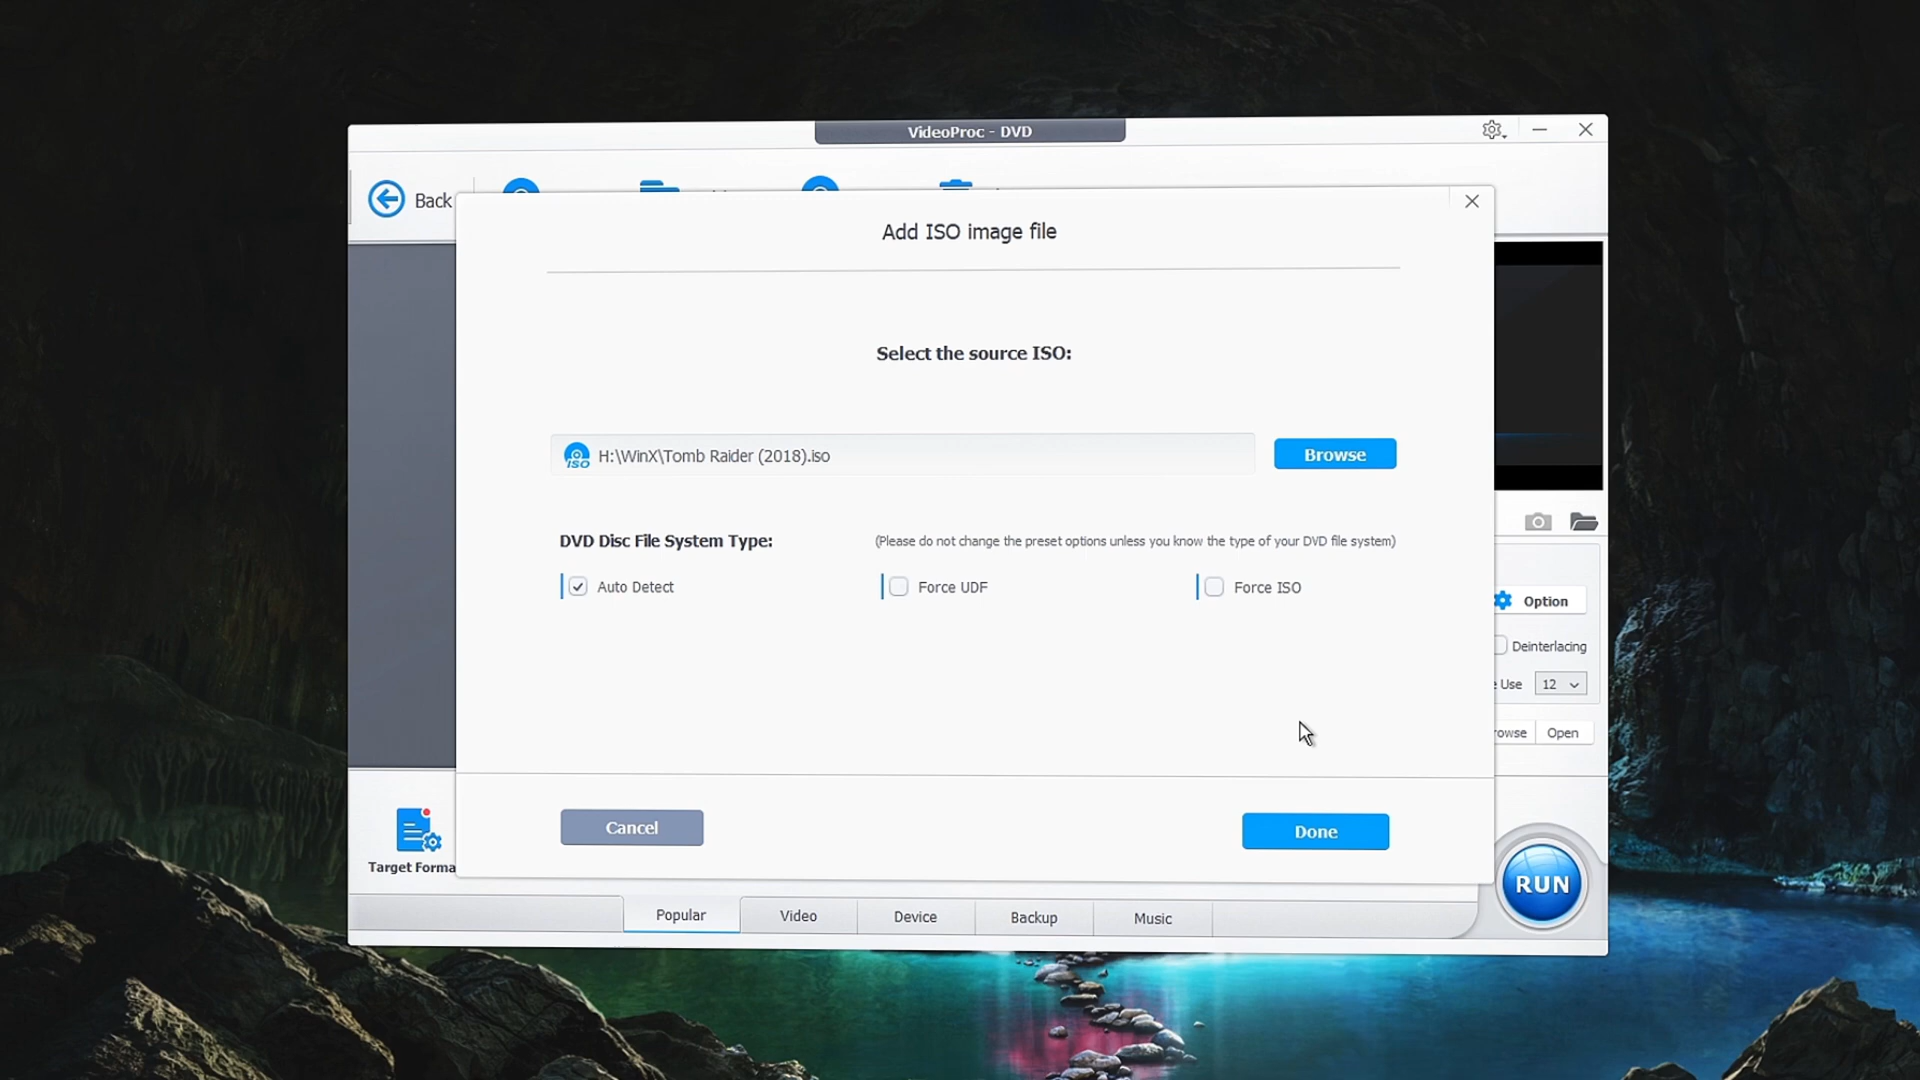 VideoProc - DVD
Back
Add ISO image file
Select the source ISO:
ISO
H:\WinX\Tomb Raider (2018).iso
Browse
DVD Disc File System Type:
(Please do not change the preset options unless you know the type of your DVD file system)
Auto Detect
Force UDF
Force ISO
Option
Deinterlacing
Use
12
rowse
Open
Cancel
Done
Target Forma
RUN
Popular
Video
Device
Backup
Music